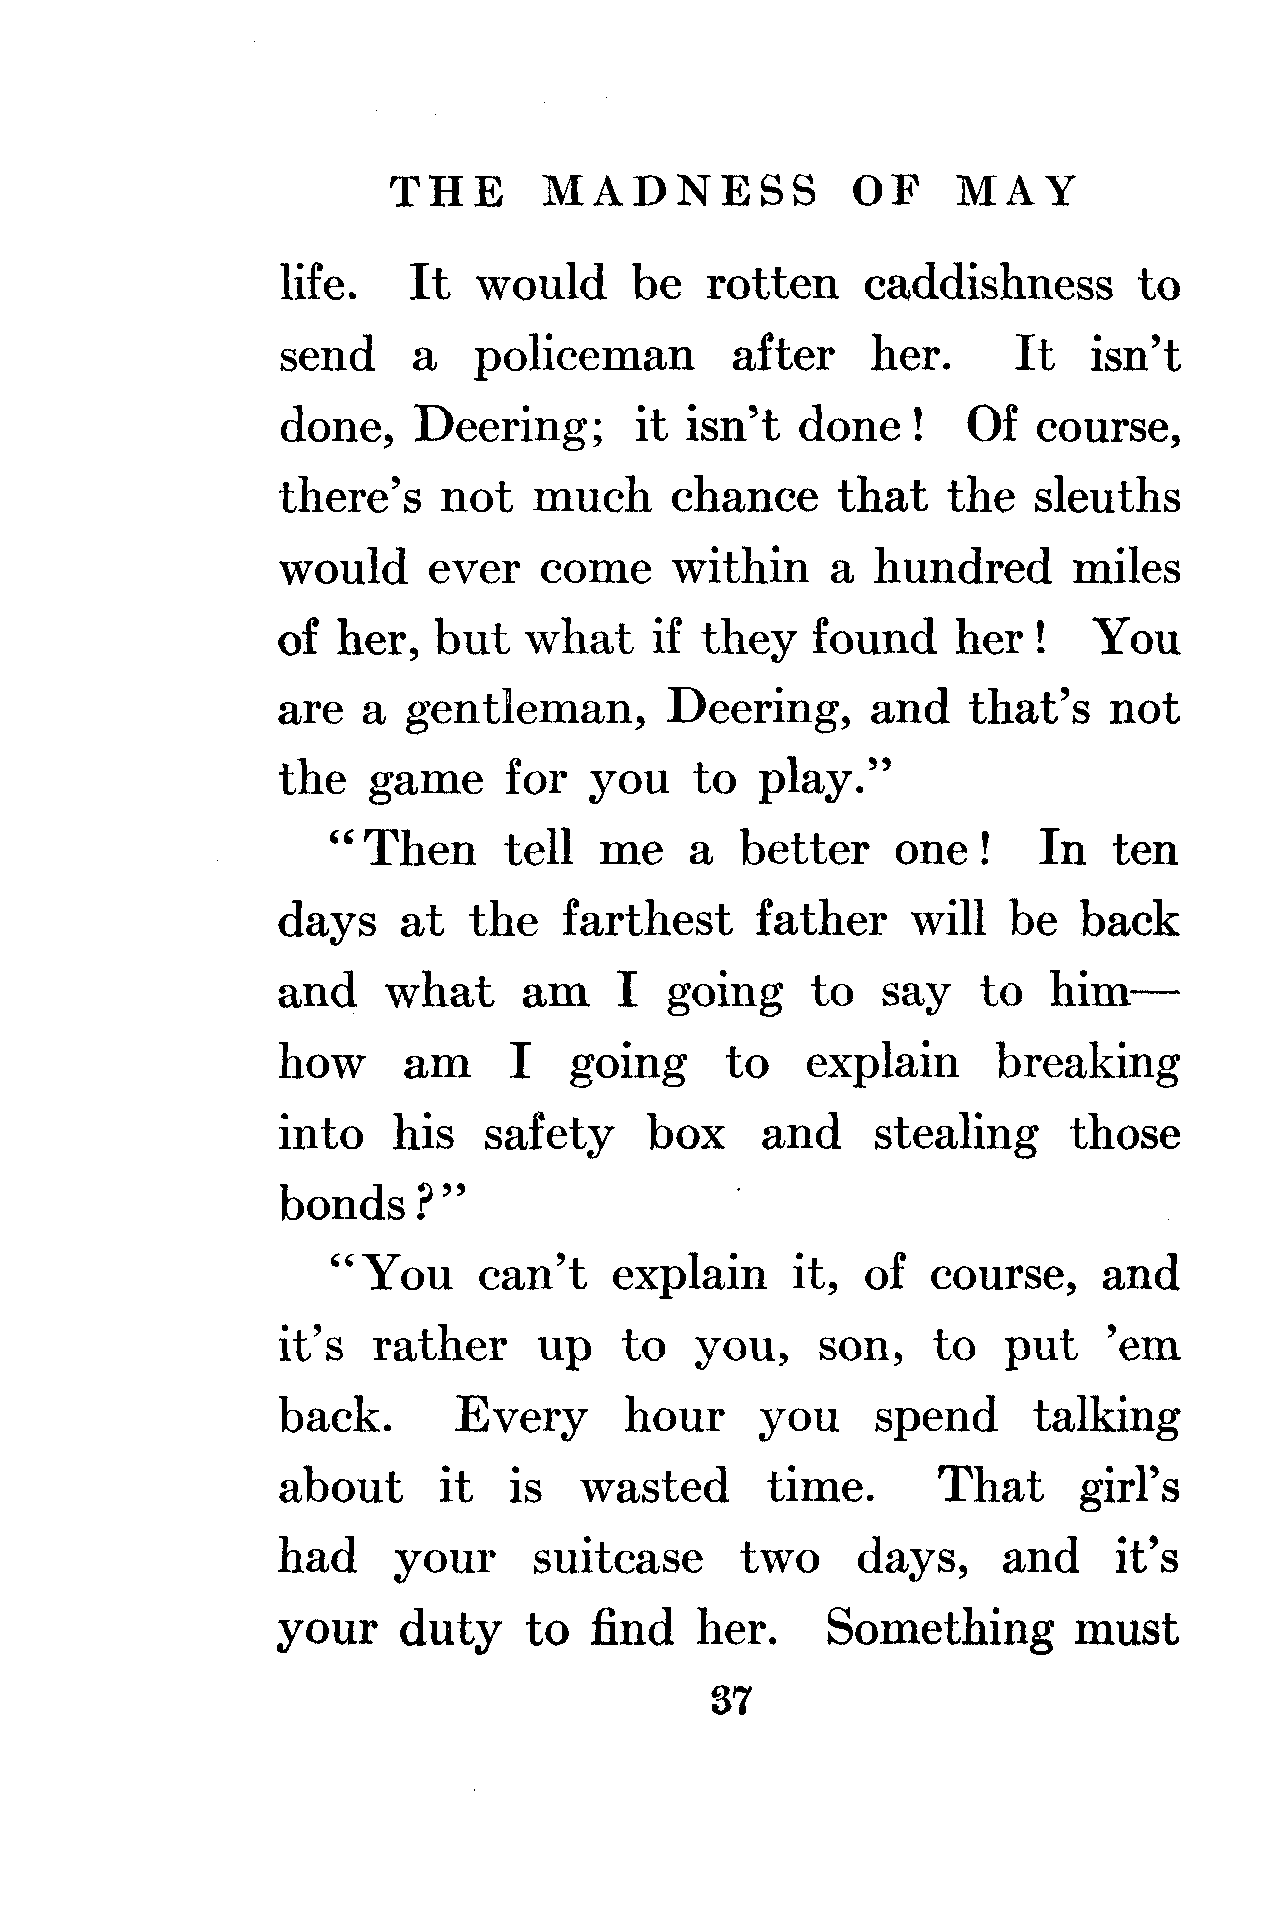 THE MADNESS OF MAY
life. It would be rotten caddishness to
send a policeman after her. It isn't
done, Deering; it isn't done! Of course,
there's not much chance that the sleuths
would ever come within a hundred miles
of her, but what if they found her! You
are a gentleman, Deering, and that's not
the game for you to play."
"Then tell me a better one! In ten
days at the farthest father will be back
and what am I going to say to him—
how am I going to explain breaking
into his safety box and stealing those
bonds?"
"You can't explain it, of course, and
it's rather up to you, son, to put 'em
back. Every hour you spend talking
about it is wasted time. That girl's
had your suitcase two days, and it's
your duty to find her. Something must
37